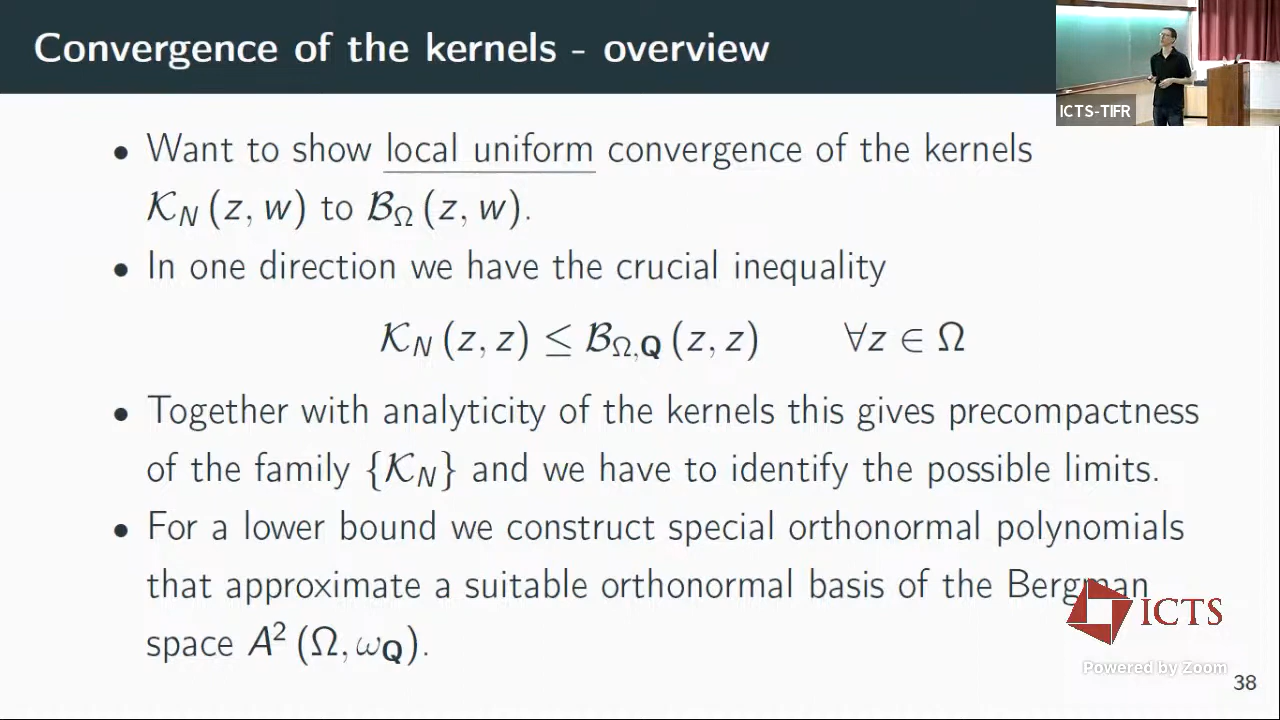 Convergence of the kernels - overview
ICTS-TIFR
• Want to show local uniform convergence of the kernels
𝒦_N (z, w) to ℬ_Ω (z, w).
• In one direction we have the crucial inequality
𝒦_N (z, z) ≤ ℬ_{Ω,𝐐} (z, z) ∀z ∈ Ω
• Together with analyticity of the kernels this gives precompactness
of the family {𝒦_N} and we have to identify the possible limits.
• For a lower bound we construct special orthonormal polynomials
that approximate a suitable orthonormal basis of the Bergman
space A² (Ω, ω_𝐐).
ICTS
Powered by Zoom
38